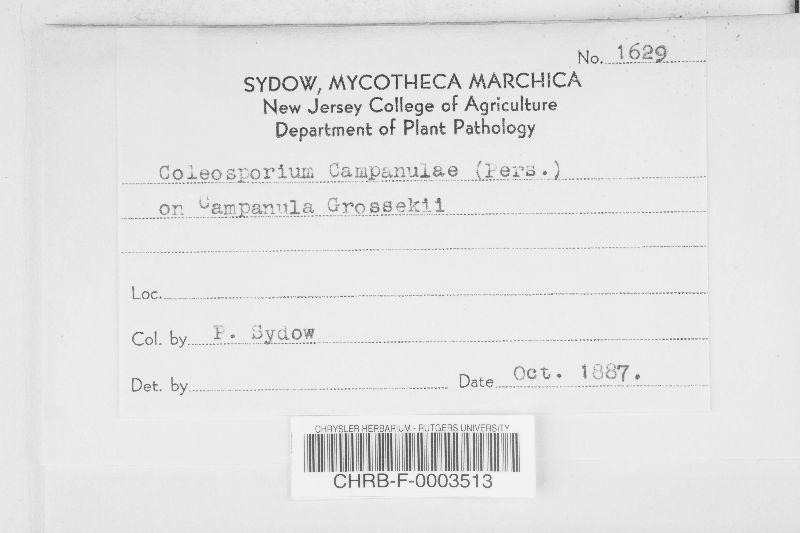 No. 1629
SYDOW, MYCOTHECA MARCHICA
New Jersey College of Agriculture
Department of Plant Pathology
Coleosporium Campanulae (Pers.)
on Campanula Grossekii
Loc.
Col. by P. Sydow
Det. by Date Oct. 1887.
CHRYSLER HERBARIUM - RUTGERS UNIVERSITY
CHRB-F-0003513